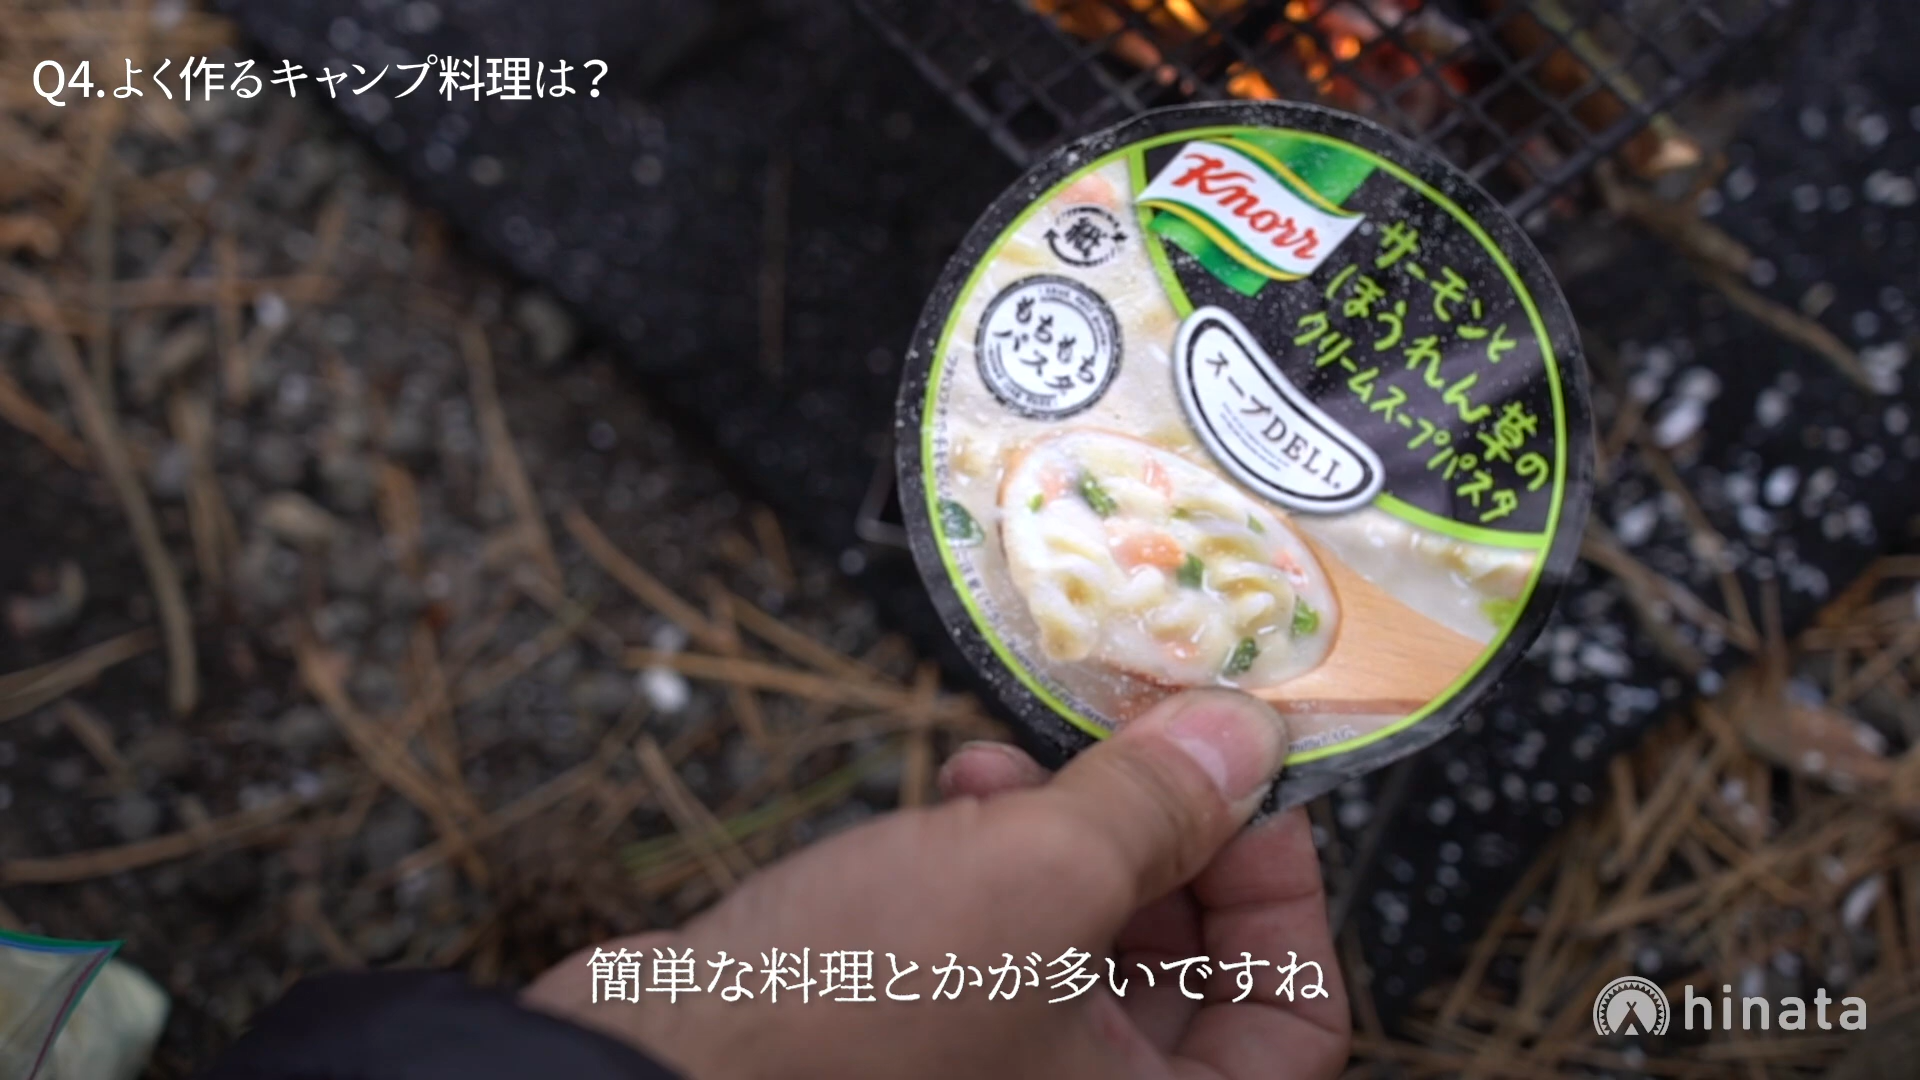 Q4.よく作るキャンプ料理は？
Knorr
サーモンと
ほうれん草の
クリームスープパスタ
紙
もちもち
パスタ
スープDELI.
簡単な料理とかが多いですね
hinata